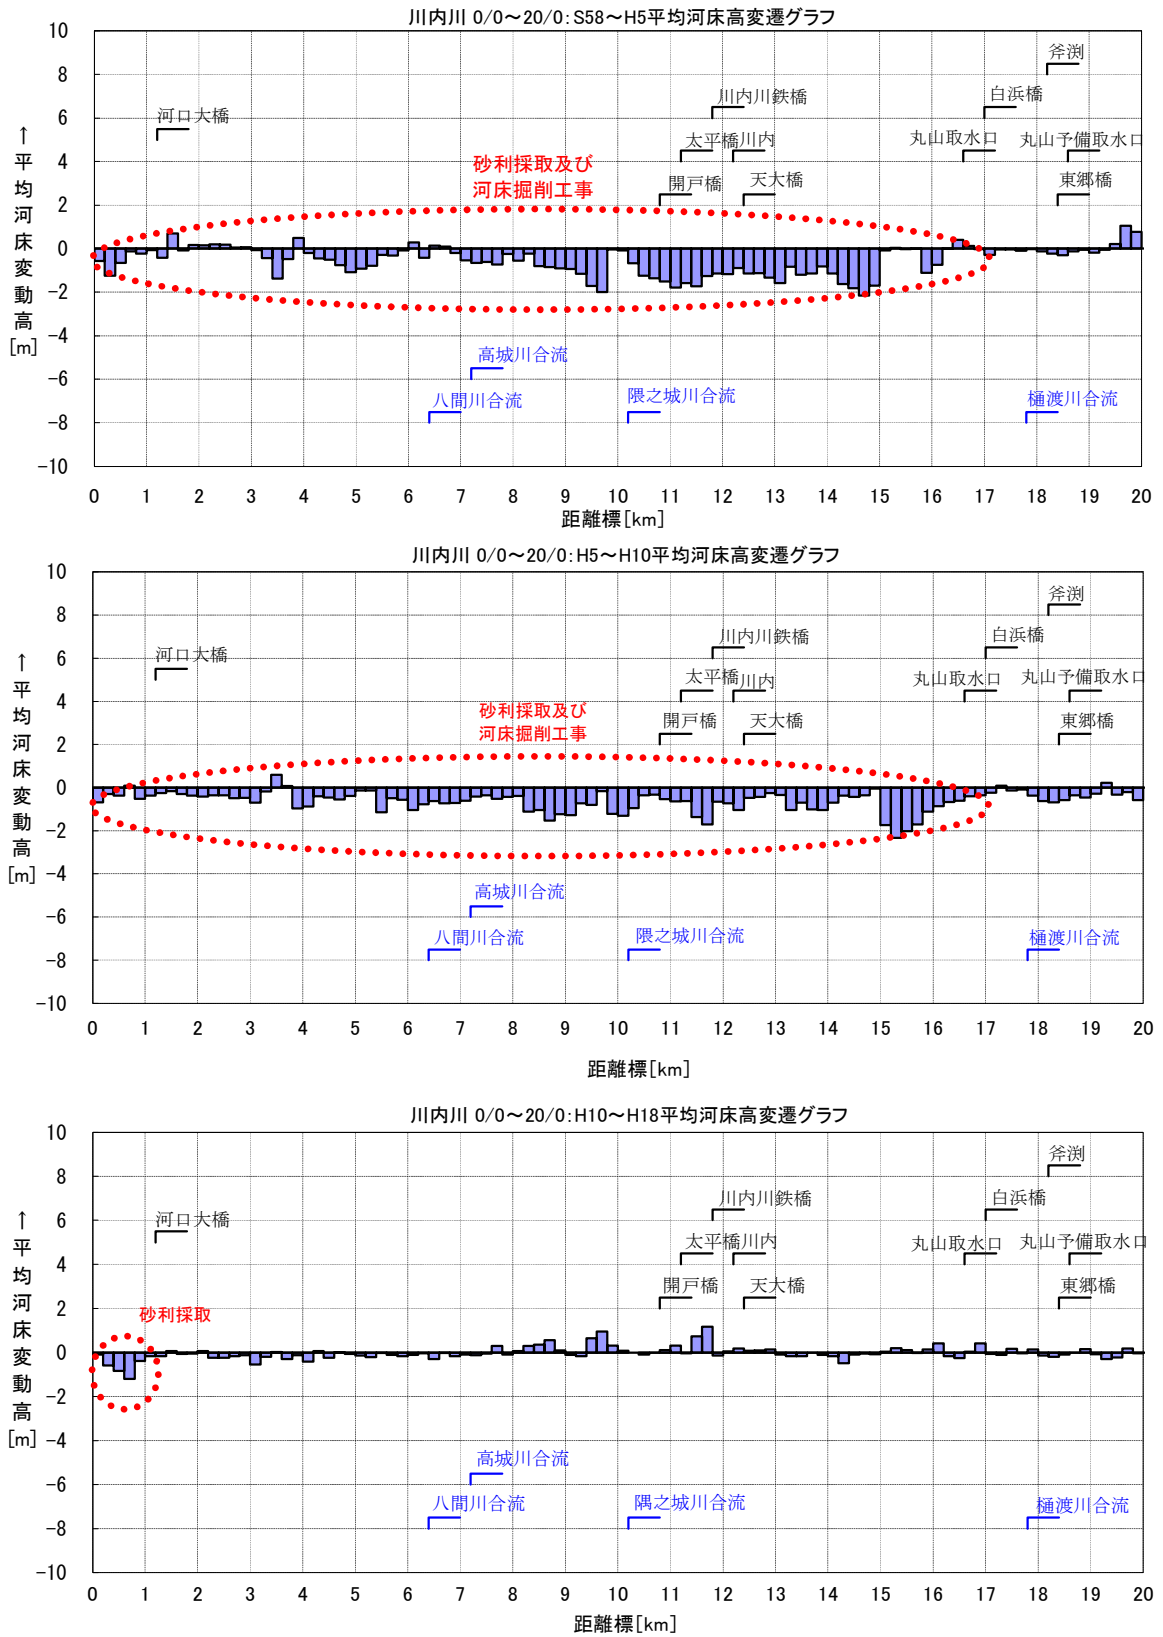 川内川 0/0～20/0：S58～H5平均河床高変遷グラフ
10
8
6
4
2
0
-2
-4
-6
-8
-10
↑平均河床変動高[m]
斧渕
白浜橋
川内川鉄橋
河口大橋
太平橋
川内
丸山取水口
丸山予備取水口
開戸橋
天大橋
東郷橋
砂利採取及び
河床掘削工事
高城川合流
八間川合流
隈之城川合流
樋渡川合流
0 1 2 3 4 5 6 7 8 9 10 11 12 13 14 15 16 17 18 19 20
距離標[km]
川内川 0/0～20/0：H5～H10平均河床高変遷グラフ
10
8
6
4
2
0
-2
-4
-6
-8
-10
↑平均河床変動高[m]
斧渕
白浜橋
川内川鉄橋
河口大橋
太平橋
川内
丸山取水口
丸山予備取水口
開戸橋
天大橋
東郷橋
砂利採取及び
河床掘削工事
高城川合流
八間川合流
隈之城川合流
樋渡川合流
0 1 2 3 4 5 6 7 8 9 10 11 12 13 14 15 16 17 18 19 20
距離標[km]
川内川 0/0～20/0：H10～H18平均河床高変遷グラフ
10
8
6
4
2
0
-2
-4
-6
-8
-10
↑平均河床変動高[m]
斧渕
白浜橋
川内川鉄橋
河口大橋
太平橋
川内
丸山取水口
丸山予備取水口
開戸橋
天大橋
東郷橋
砂利採取
高城川合流
八間川合流
隅之城川合流
樋渡川合流
0 1 2 3 4 5 6 7 8 9 10 11 12 13 14 15 16 17 18 19 20
距離標[km]